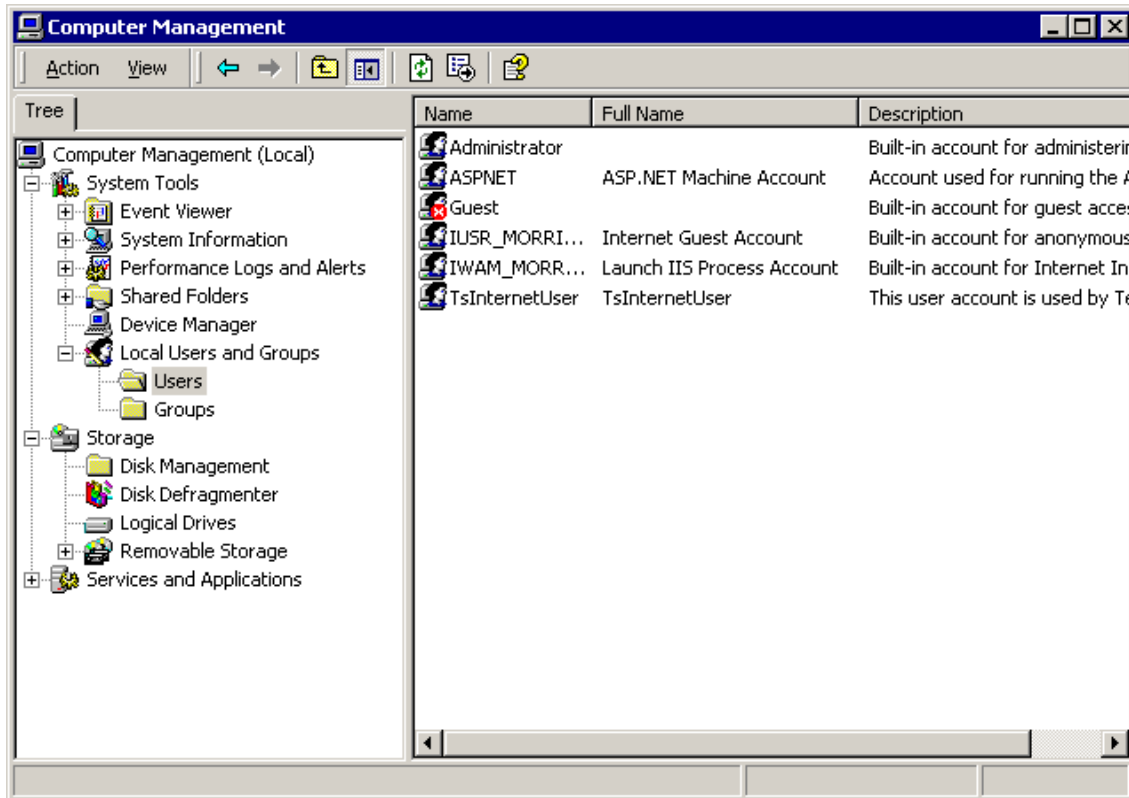 Computer Management
Action View
Tree
Computer Management (Local)
System Tools
Event Viewer
System Information
Performance Logs and Alerts
Shared Folders
Device Manager
Local Users and Groups
Users
Groups
Storage
Disk Management
Disk Defragmenter
Logical Drives
Removable Storage
Services and Applications
Name Full Name Description
Administrator Built-in account for administerin
ASPNET ASP.NET Machine Account Account used for running the A
Guest Built-in account for guest acces
IUSR_MORRI... Internet Guest Account Built-in account for anonymous
IWAM_MORR... Launch IIS Process Account Built-in account for Internet In
TsInternetUser TsInternetUser This user account is used by Te